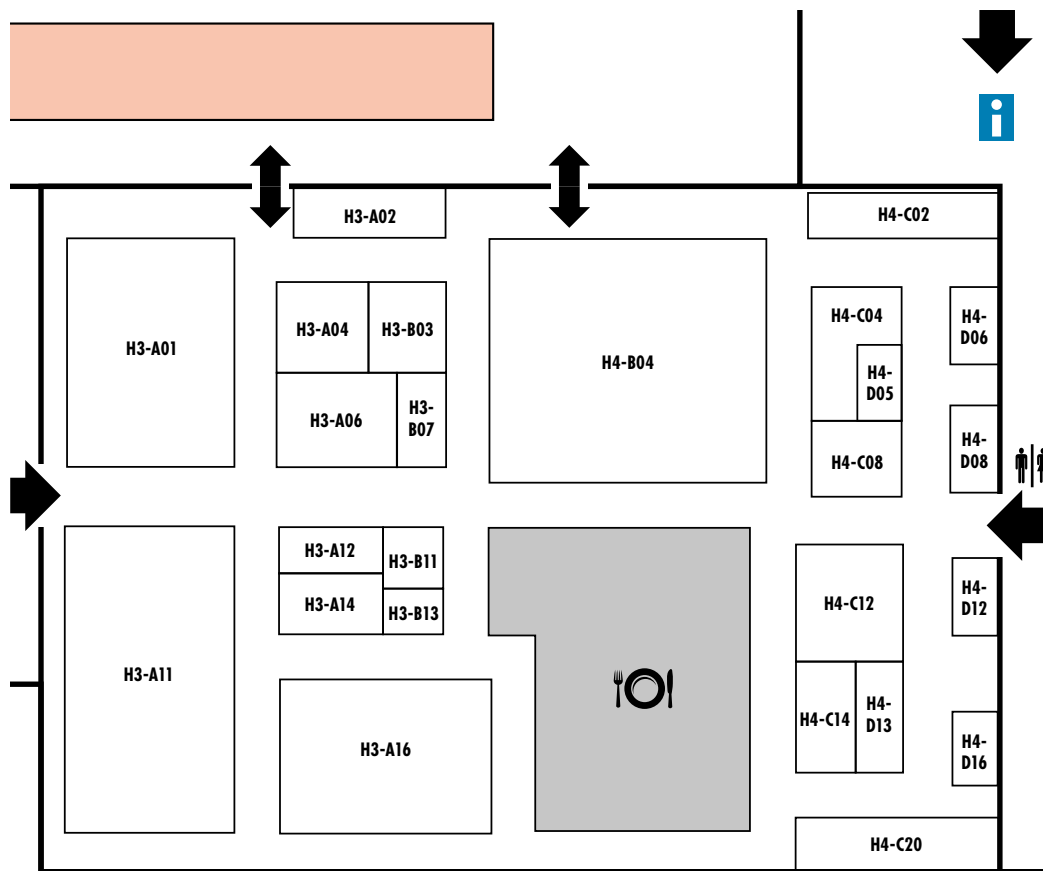 i
H3-A02
H4-C02
H3-A01
H3-A04
H3-B03
H4-B04
H4-C04
H4-
D06
H4-
D05
H3-A06
H3-
B07
H4-C08
H4-
D08
H3-A12
H3-B11
H3-A14
H3-B13
H4-C12
H4-
D12
H3-A11
H4-C14
H4-
D13
H3-A16
H4-
D16
H4-C20